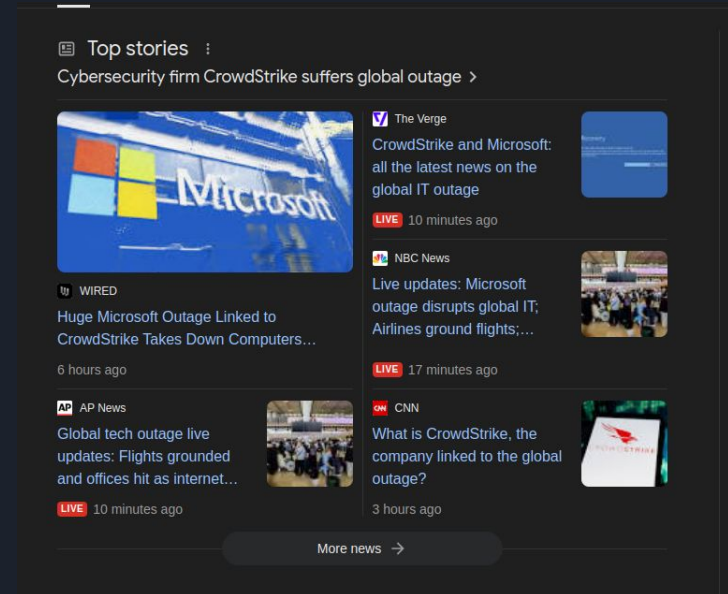 Top stories
Cybersecurity firm CrowdStrike suffers global outage
Microsoft
WIRED
Huge Microsoft Outage Linked to
CrowdStrike Takes Down Computers…
6 hours ago
The Verge
CrowdStrike and Microsoft:
all the latest news on the
global IT outage
LIVE 10 minutes ago
NBC News
Live updates: Microsoft
outage disrupts global IT;
Airlines ground flights;…
LIVE 17 minutes ago
AP AP News
Global tech outage live
updates: Flights grounded
and offices hit as internet…
LIVE 10 minutes ago
CNN CNN
What is CrowdStrike, the
company linked to the global
outage?
CROWDSTRIKE
3 hours ago
More news